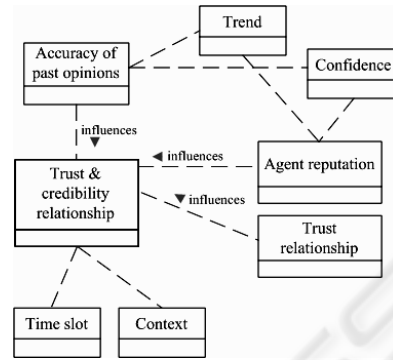 Trend
Accuracy of
past opinions
Confidence
influences
Trust &
credibility
relationship
influences
Agent reputation
influences
Trust
relationship
Time slot
Context